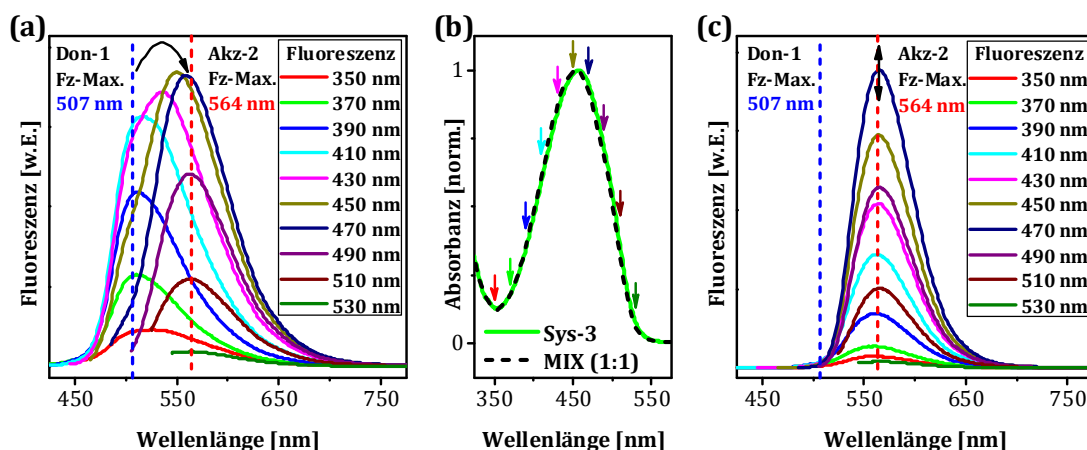 (a)
Don-1
Fz-Max.
507 nm
Akz-2
Fz-Max.
564 nm
Fluoreszenz
350 nm
370 nm
390 nm
410 nm
430 nm
450 nm
470 nm
490 nm
510 nm
530 nm
Fluoreszenz [w.E.]
450 550 650 750
Wellenlänge [nm]
(b)
1
0
Absorbanz [norm.]
Sys-3
MIX (1:1)
350 450 550
Wellenlänge [nm]
(c)
Don-1
Fz-Max.
507 nm
Akz-2
Fz-Max.
564 nm
Fluoreszenz
350 nm
370 nm
390 nm
410 nm
430 nm
450 nm
470 nm
490 nm
510 nm
530 nm
Fluoreszenz [w.E.]
450 550 650 750
Wellenlänge [nm]